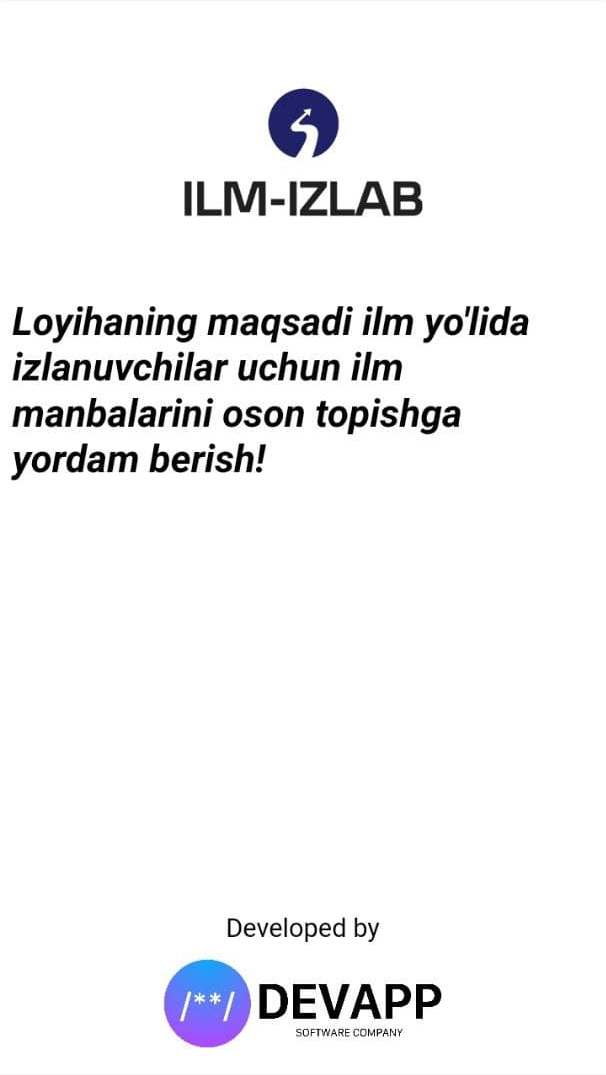 ILM-IZLAB
Loyihaning maqsadi ilm yo'lida
izlanuvchilar uchun ilm
manbalarini oson topishga
yordam berish!
Developed by
/**/ DEVAPP
SOFTWARE COMPANY